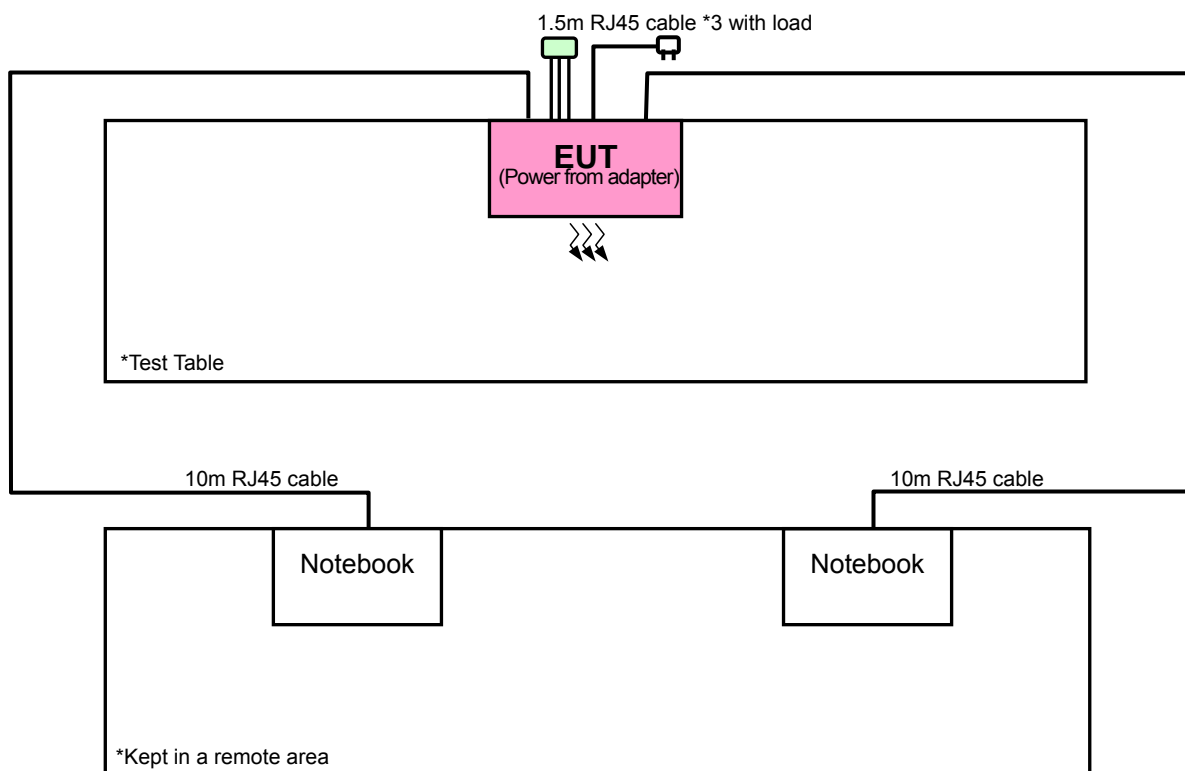 1.5m RJ45 cable *3 with load
EUT
(Power from adapter)
*Test Table
10m RJ45 cable
10m RJ45 cable
Notebook
Notebook
*Kept in a remote area